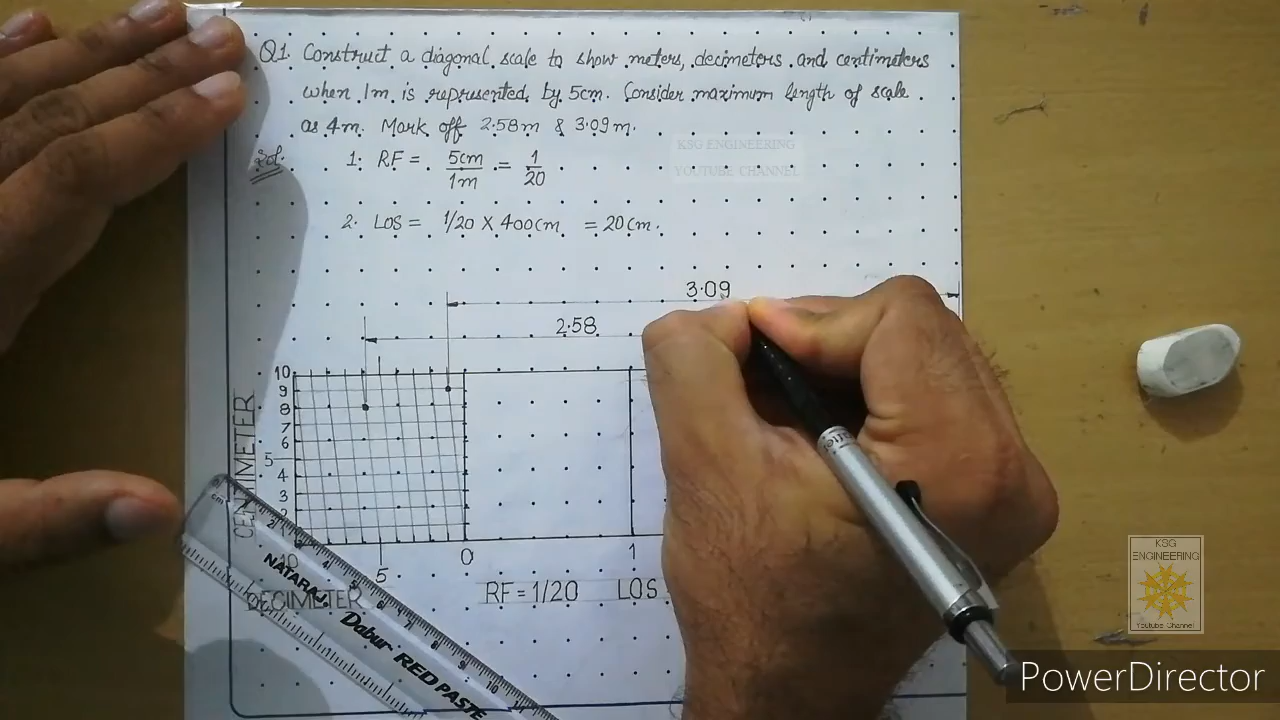 Q1. Construct a diagonal scale to show meters, decimeters and centimeters
when 1m is represented by 5cm. Consider maximum length of scale
as 4m. Mark off 2.58m & 3.09m.
KSG ENGINEERING
YOUTUBE CHANNEL
Sol.
1. RF = 5cm/1m = 1/20
2. LOS = 1/20 X 400cm = 20cm.
3.09
2.58
10
9
8
7
6
5
4
3
2
10 5 0 1
DECIMETER
RF = 1/20 LOS
NATARAJ
Dabur RED PASTE
cm
KSG
ENGINEERING
Youtube Channel
PowerDirector